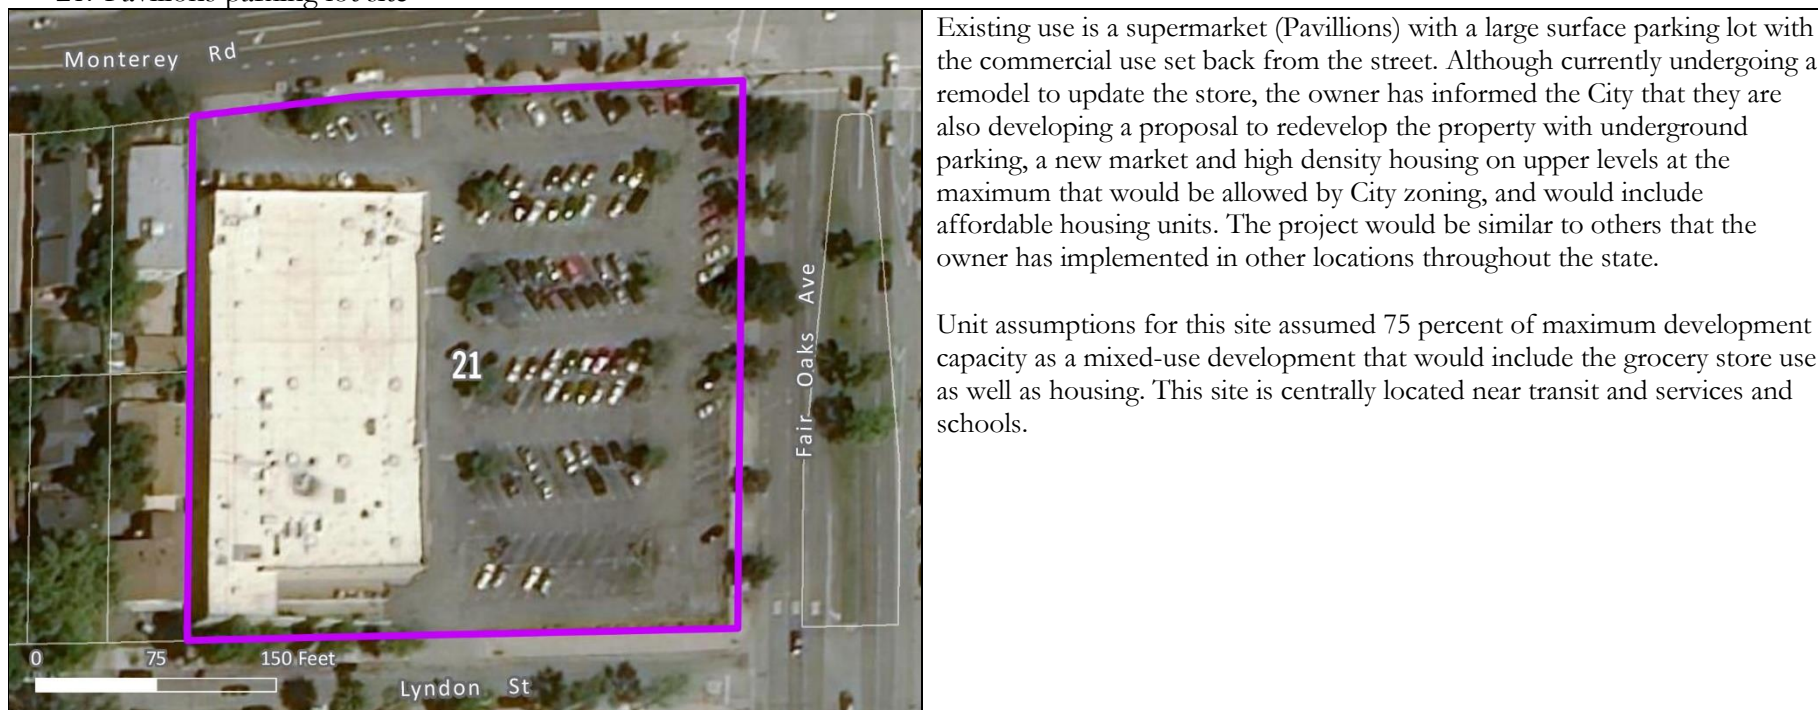 21. Pavilions parking lot site
Monterey Rd
21
Fair Oaks Ave
0 75 150 Feet
Lyndon St
Existing use is a supermarket (Pavillions) with a large surface parking lot with
the commercial use set back from the street. Although currently undergoing a
remodel to update the store, the owner has informed the City that they are
also developing a proposal to redevelop the property with underground
parking, a new market and high density housing on upper levels at the
maximum that would be allowed by City zoning, and would include
affordable housing units. The project would be similar to others that the
owner has implemented in other locations throughout the state.
Unit assumptions for this site assumed 75 percent of maximum development
capacity as a mixed-use development that would include the grocery store use
as well as housing. This site is centrally located near transit and services and
schools.